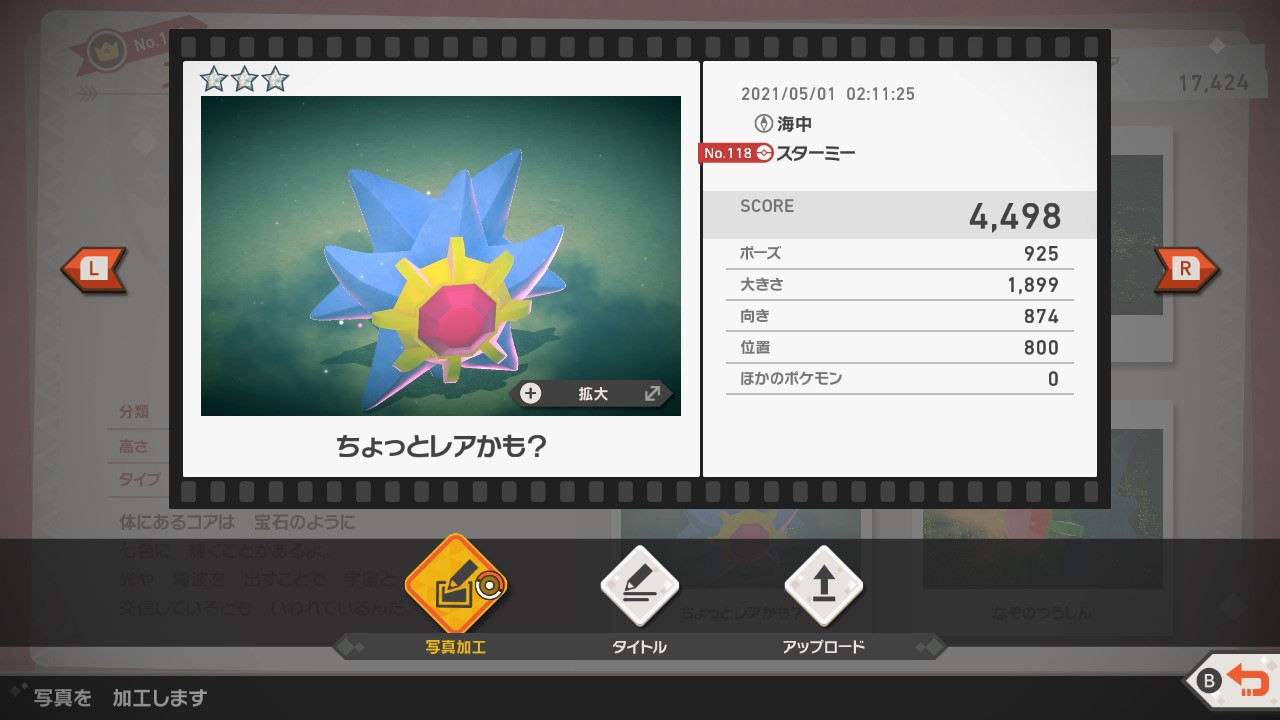 No.1
17,424
2021/05/01 02:11:25
海中
No.118 スターミー
SCORE 4,498
ポーズ 925
大きさ 1,899
向き 874
位置 800
ほかのポケモン 0
拡大
ちょっとレアかも?
L
R
分類
高さ
タイプ
体にあるコアは 宝石のように
七色に 輝くことがあるよ。
光や 電波を 出すことで 宇宙と
交信しているとも いわれているんだ
ちょっとレアかも?
なぞのつうしん
写真加工
タイトル
アップロード
写真を 加工します
B